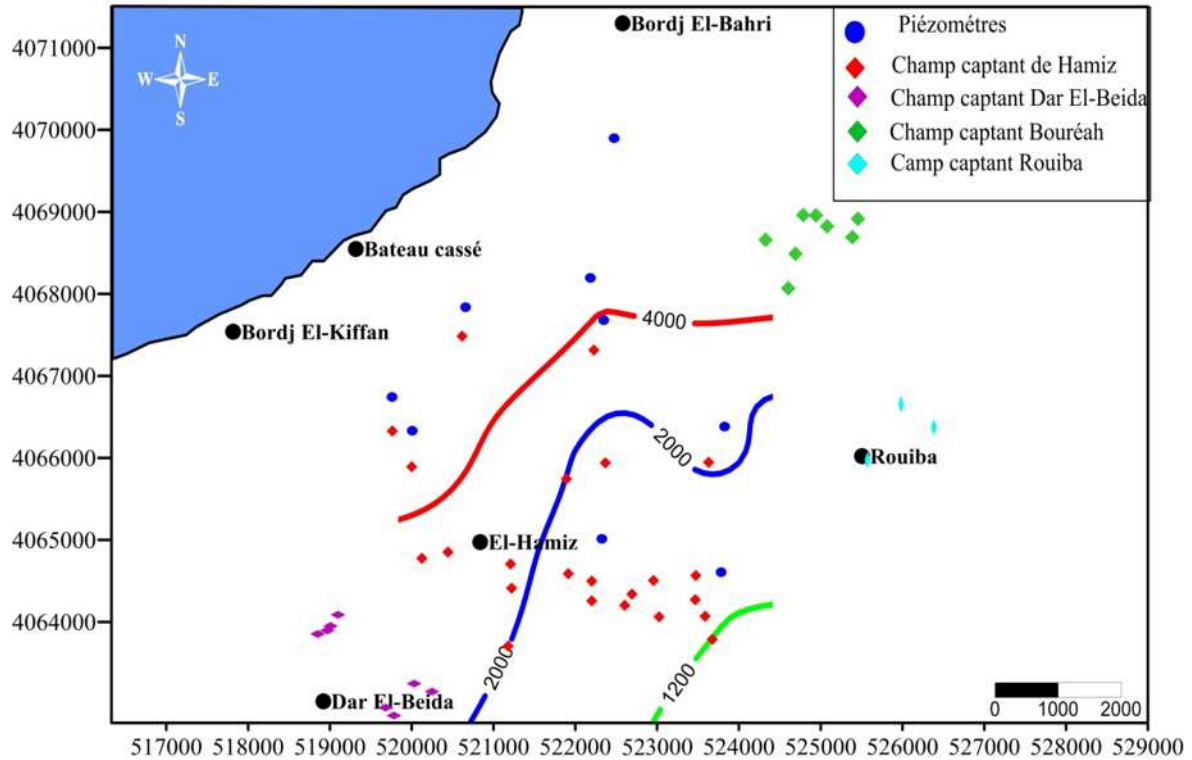 4071000
4070000
4069000
4068000
4067000
4066000
4065000
4064000
N
W E
S
Bordj El-Bahri
Piézométres
Champ captant de Hamiz
Champ captant Dar El-Beida
Champ captant Bouréah
Camp captant Rouiba
Bateau cassé
Bordj El-Kiffan
4000
2000
Rouiba
El-Hamiz
2000
1200
Dar El-Beida
0 1000 2000
517000 518000 519000 520000 521000 522000 523000 524000 525000 526000 527000 528000 529000